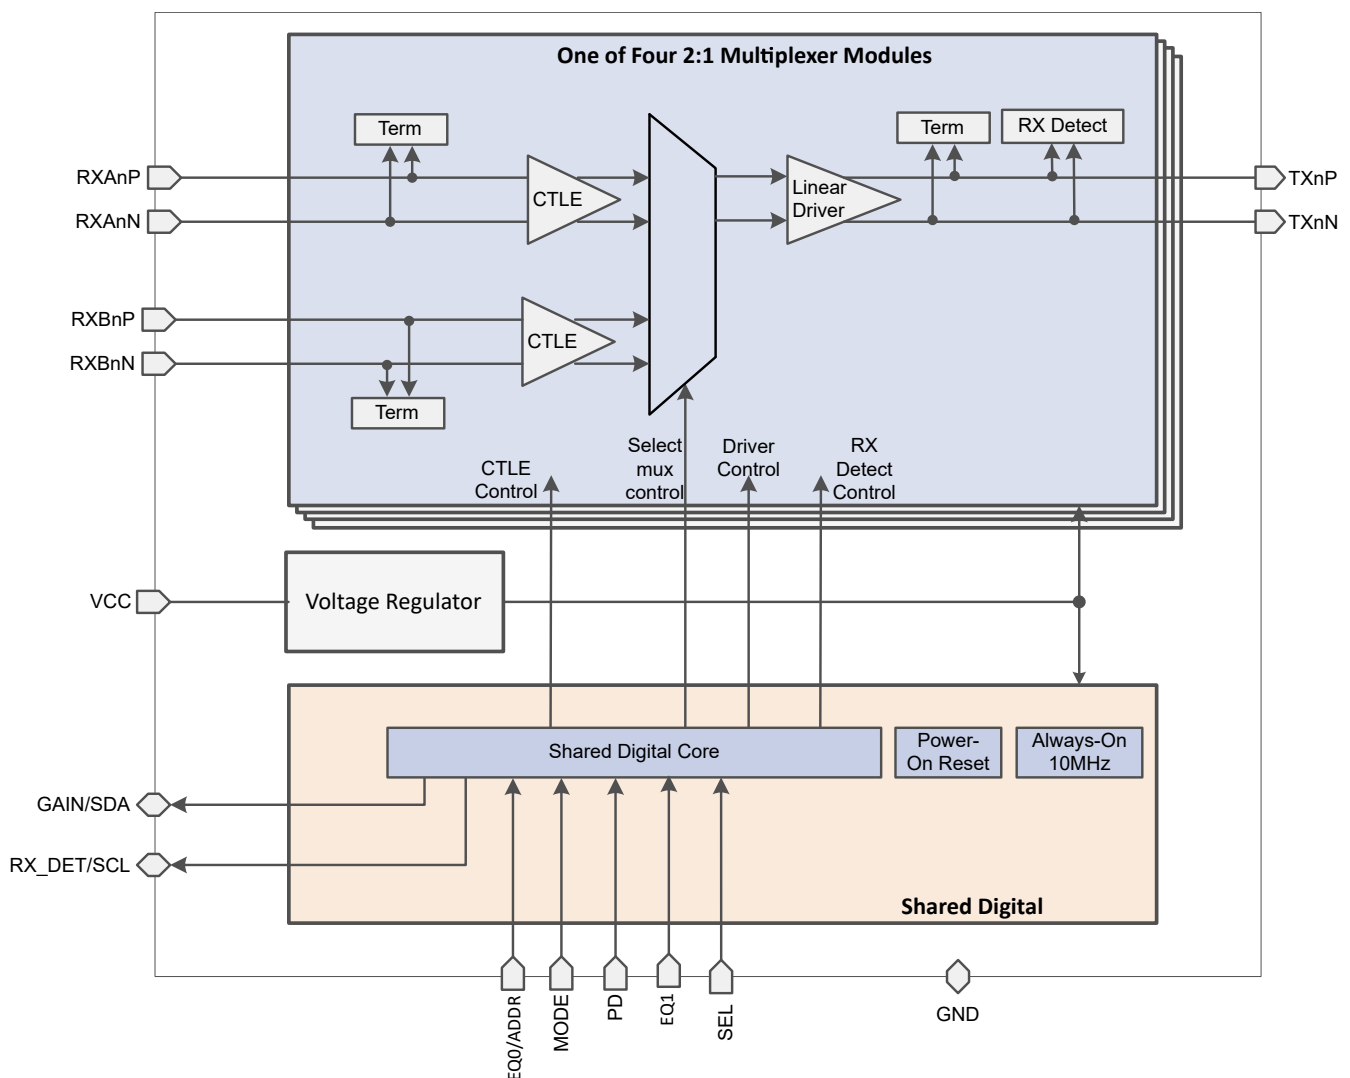 One of Four 2:1 Multiplexer Modules
Term
Term
RX Detect
RXAnP
TXnP
CTLE
Linear
Driver
RXAnN
TXnN
RXBnP
CTLE
RXBnN
Term
Select
mux
control
Driver
Control
RX
Detect
Control
CTLE
Control
VCC
Voltage Regulator
Shared Digital Core
Power-
On Reset
Always-On
10MHz
GAIN/SDA
RX_DET/SCL
Shared Digital
EQ0/ADDR
MODE
PD
EQ1
SEL
GND